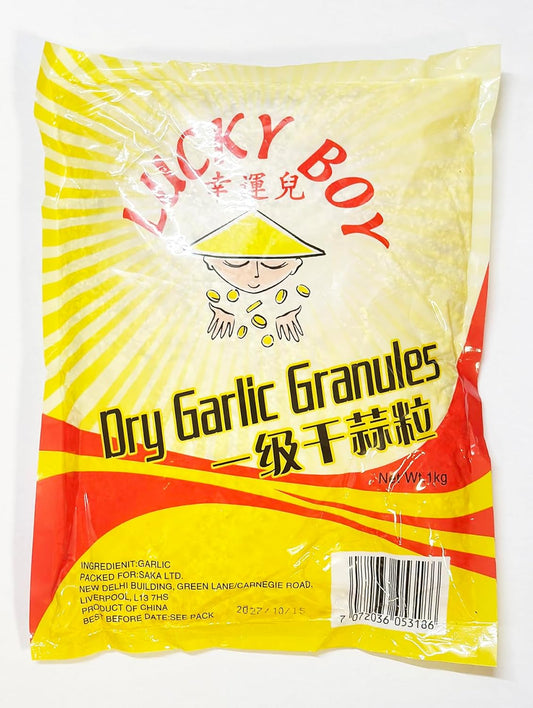 LUCKY BOY
幸運兒
Dry Garlic Granules
一级干蒜粒
Net Wt.1kg
INGREDIENT:GARLIC
PACKED FOR:SAKA LTD.
NEW DELHI BUILDING, GREEN LANE/CARNEGIE ROAD,
LIVERPOOL, L13 7HS
PRODUCT OF CHINA
BEST BEFORE DATE:SEE PACK
2027/10/15
7 072036 053186